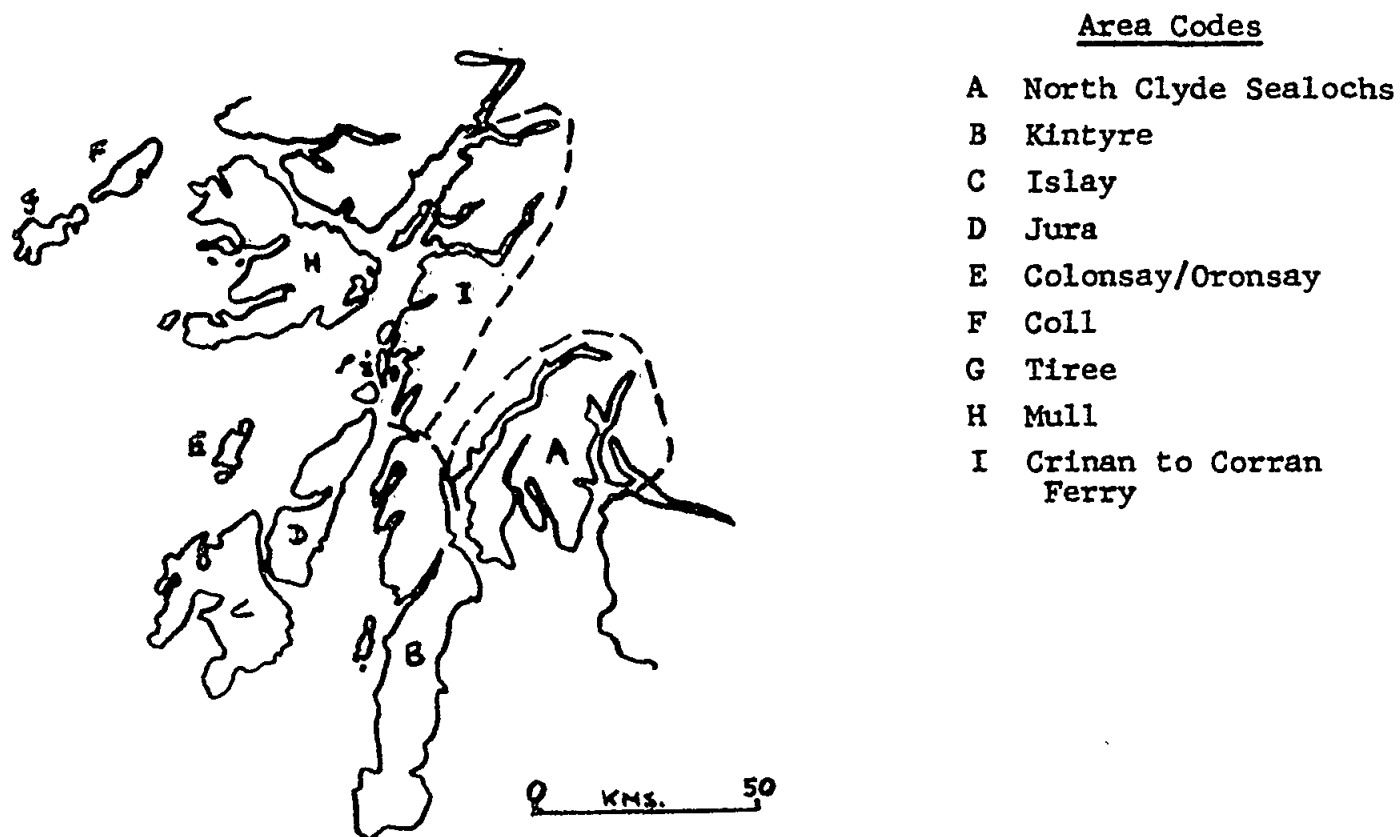 Area Codes
A North Clyde Sealochs
B Kintyre
C Islay
D Jura
E Colonsay/Oronsay
F Coll
G Tiree
H Mull
I Crinan to Corran
Ferry
F
G
H
I
E
A
D
C
B
0 KMS. 50